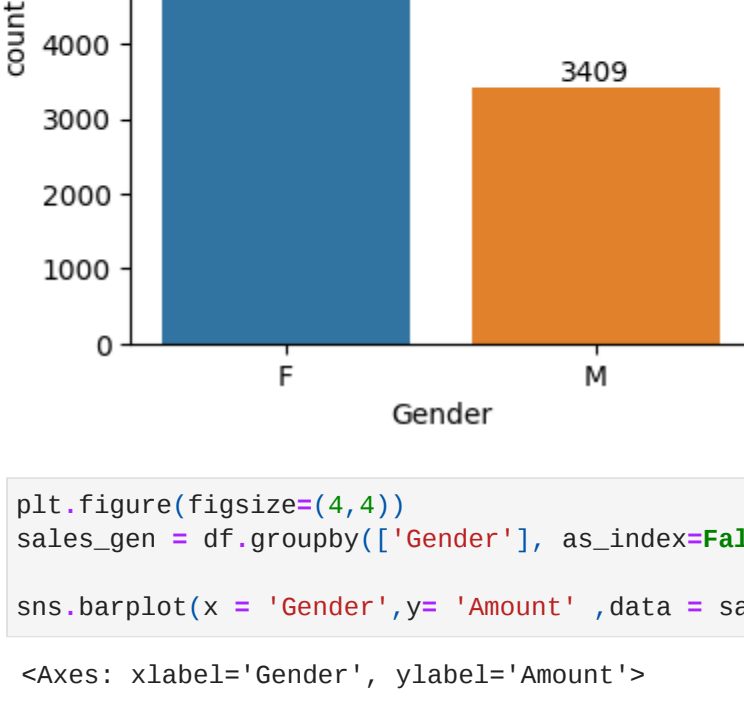 count
4000
3409
3000
2000
1000
0
F M
Gender
plt.figure(figsize=(4,4))
sales_gen = df.groupby(['Gender'], as_index=Fal
sns.barplot(x = 'Gender',y= 'Amount' ,data = sa
<Axes: xlabel='Gender', ylabel='Amount'>